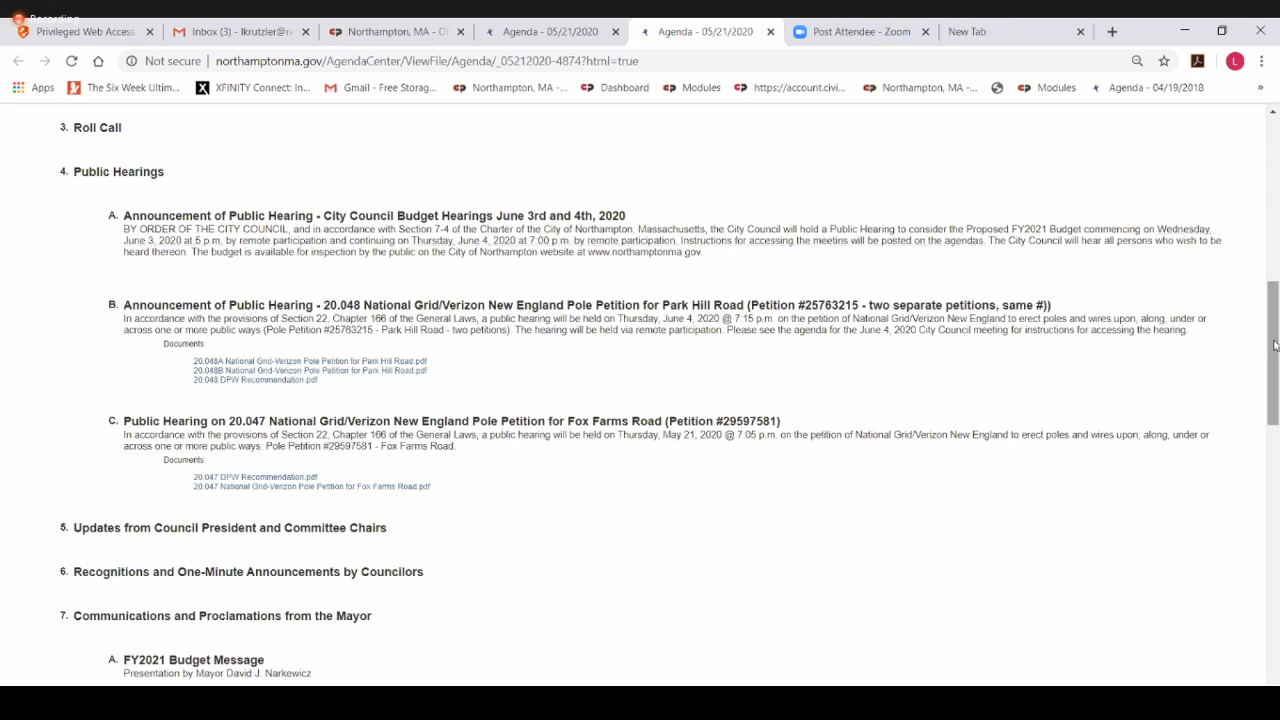 Recording
Privileged Web Access
Inbox (3) - lkrutzler@n
Northampton, MA - O
Agenda - 05/21/2020
Agenda - 05/21/2020
Post Attendee - Zoom
New Tab
Not secure northamptonma.gov/AgendaCenter/ViewFile/Agenda/_05212020-4874?html=true
L
Apps
The Six Week Ultim...
XFINITY Connect: In...
Gmail - Free Storag...
Northampton, MA -...
Dashboard
Modules
https://account.civi...
Northampton, MA -...
Modules
Agenda - 04/19/2018
»
3. Roll Call
4. Public Hearings
A. Announcement of Public Hearing - City Council Budget Hearings June 3rd and 4th, 2020
BY ORDER OF THE CITY COUNCIL, and in accordance with Section 7-4 of the Charter of the City of Northampton, Massachusetts, the City Council will hold a Public Hearing to consider the Proposed FY2021 Budget commencing on Wednesday,
June 3, 2020 at 5 p.m. by remote participation and continuing on Thursday, June 4, 2020 at 7:00 p.m. by remote participation. Instructions for accessing the meetins will be posted on the agendas. The City Council will hear all persons who wish to be
heard thereon. The budget is available for inspection by the public on the City of Northampton website at www.northamptonma.gov.
B. Announcement of Public Hearing - 20.048 National Grid/Verizon New England Pole Petition for Park Hill Road (Petition #25763215 - two separate petitions, same #))
In accordance with the provisions of Section 22, Chapter 166 of the General Laws, a public hearing will be held on Thursday, June 4, 2020 @ 7:15 p.m. on the petition of National Grid/Verizon New England to erect poles and wires upon, along, under or
across one or more public ways (Pole Petition #25763215 - Park Hill Road - two petitions). The hearing will be held via remote participation. Please see the agenda for the June 4, 2020 City Council meeting for instructions for accessing the hearing.
Documents:
20.048A National Grid-Verizon Pole Petition for Park Hill Road.pdf
20.048B National Grid-Verizon Pole Petition for Park Hill Road.pdf
20.048 DPW Recommendation.pdf
C. Public Hearing on 20.047 National Grid/Verizon New England Pole Petition for Fox Farms Road (Petition #29597581)
In accordance with the provisions of Section 22, Chapter 166 of the General Laws, a public hearing will be held on Thursday, May 21, 2020 @ 7:05 p.m. on the petition of National Grid/Verizon New England to erect poles and wires upon, along, under or
across one or more public ways. Pole Petition #29597581 - Fox Farms Road.
Documents:
20.047 DPW Recommendation.pdf
20.047 National Grid-Verizon Pole Petition for Fox Farms Road.pdf
5. Updates from Council President and Committee Chairs
6. Recognitions and One-Minute Announcements by Councilors
7. Communications and Proclamations from the Mayor
A. FY2021 Budget Message
Presentation by Mayor David J. Narkewicz